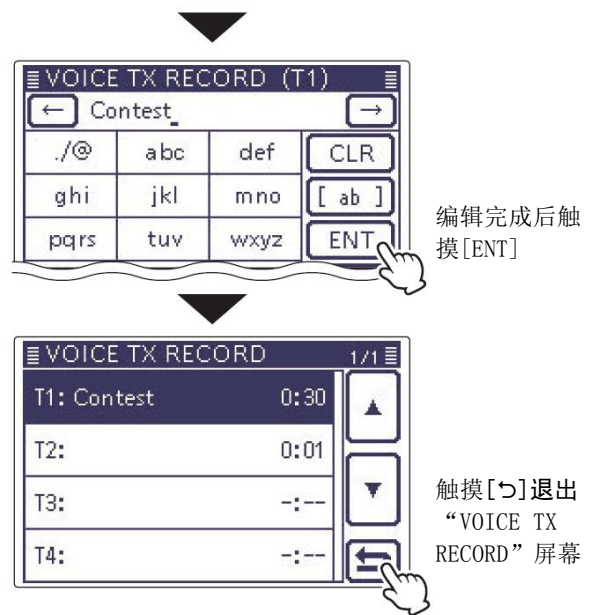 VOICE TX RECORD (T1)
← Contest_ →
./@ abc def CLR
ghi jkl mno [ ab ]
pqrs tuv wxyz ENT
编辑完成后触
摸[ENT]
VOICE TX RECORD 1/1
T1: Contest 0:30
▲
T2: 0:01
T3: -:-- ▼
T4: -:--
触摸[⮌]退出
“VOICE TX
RECORD”屏幕